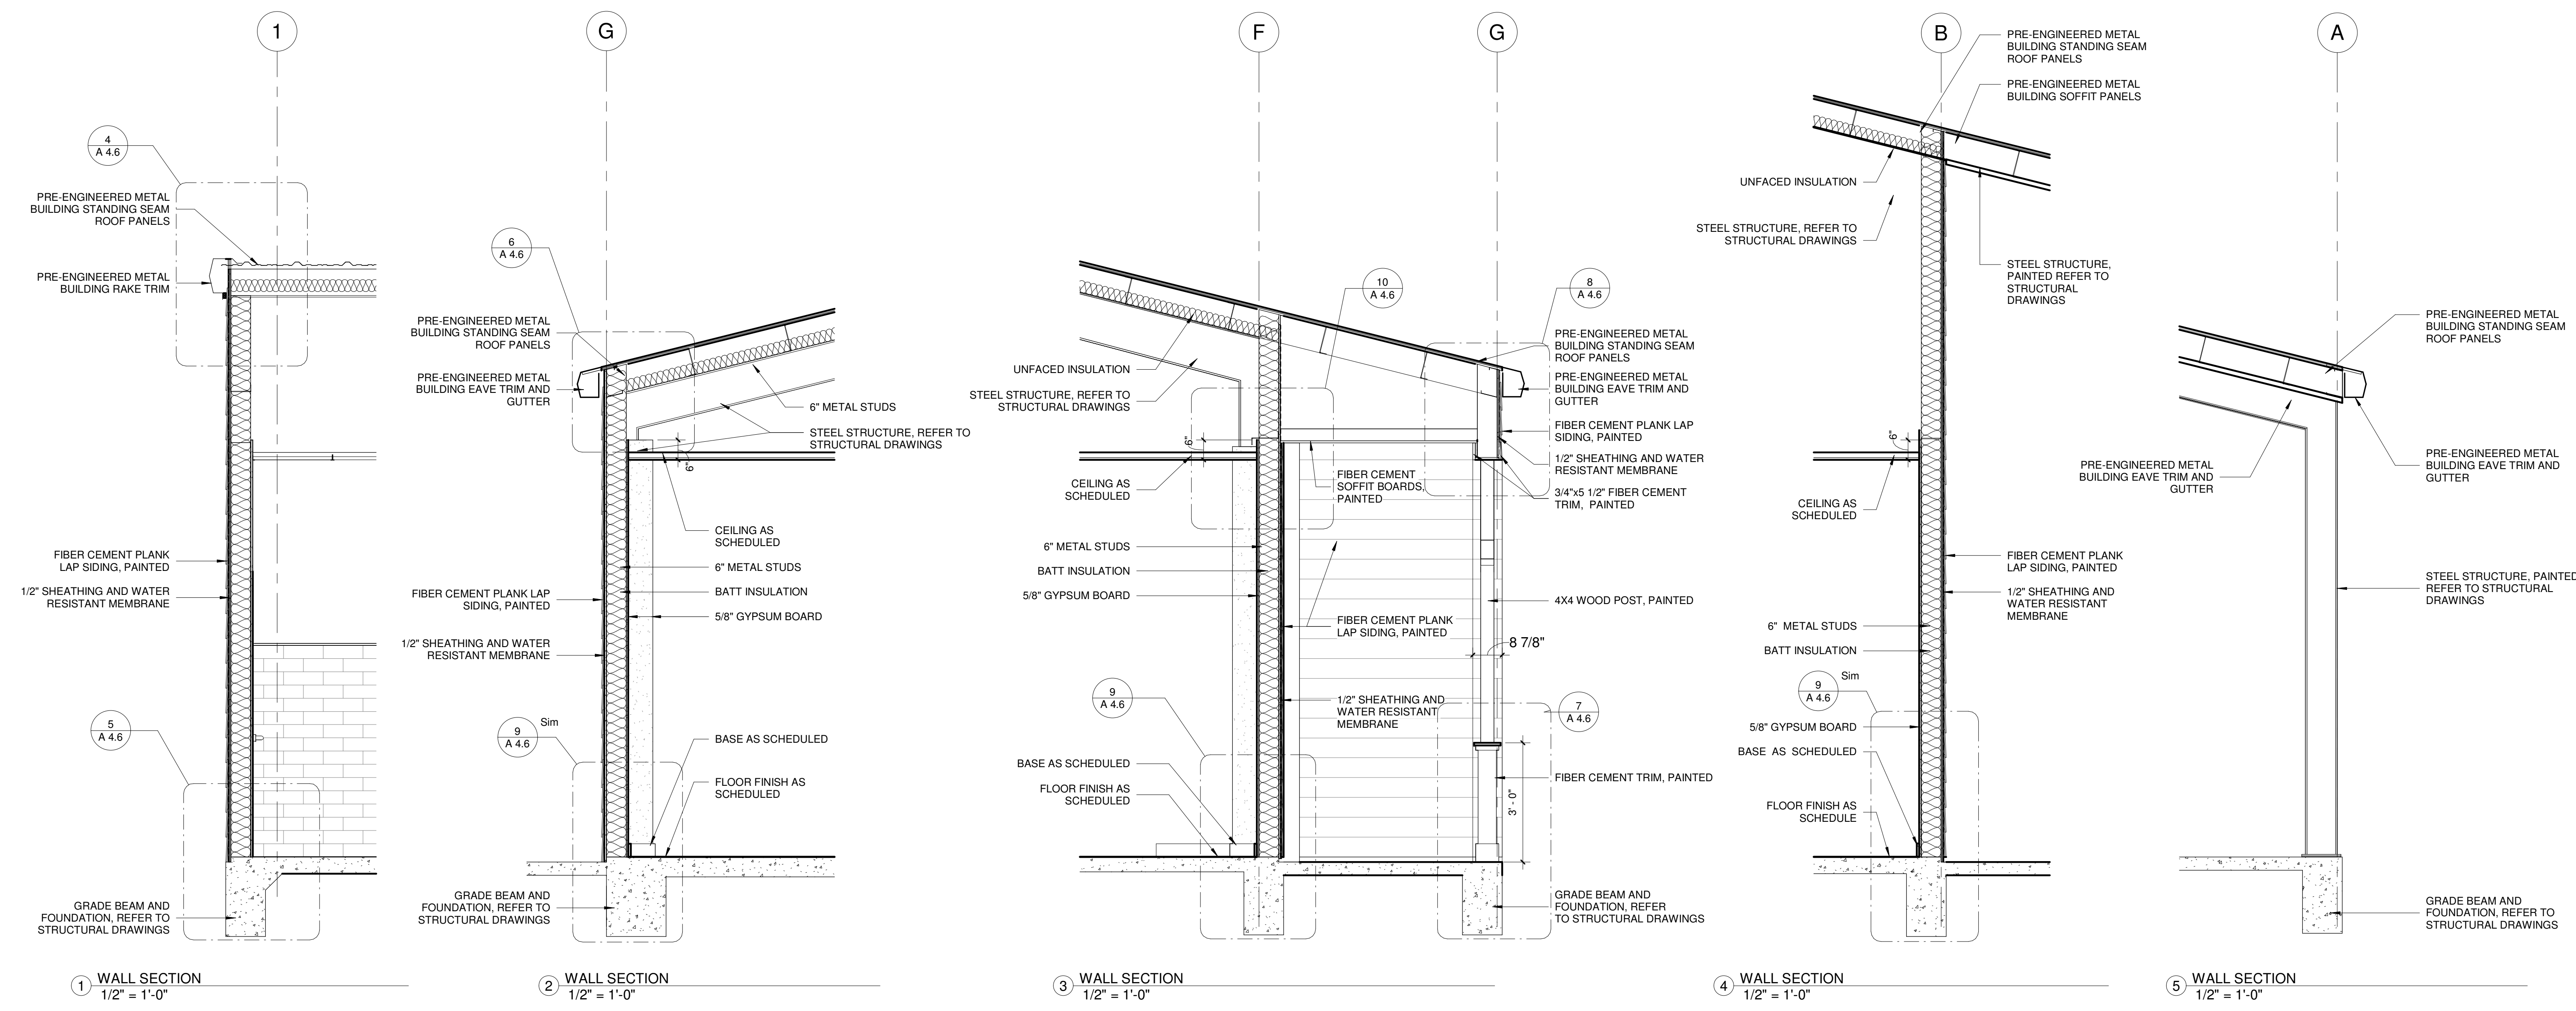 1
4
A 4.6
PRE-ENGINEERED METAL
BUILDING STANDING SEAM
ROOF PANELS
PRE-ENGINEERED METAL
BUILDING RAKE TRIM
FIBER CEMENT PLANK
LAP SIDING, PAINTED
1/2" SHEATHING AND WATER
RESISTANT MEMBRANE
5
A 4.6
GRADE BEAM AND
FOUNDATION, REFER TO
STRUCTURAL DRAWINGS
1
WALL SECTION
1/2" = 1'-0"
G
6
A 4.6
PRE-ENGINEERED METAL
BUILDING STANDING SEAM
ROOF PANELS
PRE-ENGINEERED METAL
BUILDING EAVE TRIM AND
GUTTER
6" METAL STUDS
STEEL STRUCTURE, REFER TO
STRUCTURAL DRAWINGS
6"
CEILING AS
SCHEDULED
6" METAL STUDS
BATT INSULATION
5/8" GYPSUM BOARD
FIBER CEMENT PLANK LAP
SIDING, PAINTED
1/2" SHEATHING AND WATER
RESISTANT MEMBRANE
9
A 4.6
Sim
BASE AS SCHEDULED
FLOOR FINISH AS
SCHEDULED
GRADE BEAM AND
FOUNDATION, REFER TO
STRUCTURAL DRAWINGS
2
WALL SECTION
1/2" = 1'-0"
F
G
10
A 4.6
8
A 4.6
UNFACED INSULATION
STEEL STRUCTURE, REFER TO
STRUCTURAL DRAWINGS
6"
CEILING AS
SCHEDULED
6" METAL STUDS
BATT INSULATION
5/8" GYPSUM BOARD
9
A 4.6
BASE AS SCHEDULED
FLOOR FINISH AS
SCHEDULED
FIBER CEMENT
SOFFIT BOARDS,
PAINTED
FIBER CEMENT PLANK
LAP SIDING, PAINTED
1/2" SHEATHING AND
WATER RESISTANT
MEMBRANE
PRE-ENGINEERED METAL
BUILDING STANDING SEAM
ROOF PANELS
PRE-ENGINEERED METAL
BUILDING EAVE TRIM AND
GUTTER
FIBER CEMENT PLANK LAP
SIDING, PAINTED
1/2" SHEATHING AND WATER
RESISTANT MEMBRANE
3/4"x5 1/2" FIBER CEMENT
TRIM, PAINTED
4X4 WOOD POST, PAINTED
8 7/8"
7
A 4.6
FIBER CEMENT TRIM, PAINTED
3' - 0"
GRADE BEAM AND
FOUNDATION, REFER
TO STRUCTURAL DRAWINGS
3
WALL SECTION
1/2" = 1'-0"
B
PRE-ENGINEERED METAL
BUILDING STANDING SEAM
ROOF PANELS
PRE-ENGINEERED METAL
BUILDING SOFFIT PANELS
UNFACED INSULATION
STEEL STRUCTURE, REFER TO
STRUCTURAL DRAWINGS
STEEL STRUCTURE,
PAINTED REFER TO
STRUCTURAL
DRAWINGS
6"
CEILING AS
SCHEDULED
FIBER CEMENT PLANK
LAP SIDING, PAINTED
1/2" SHEATHING AND
WATER RESISTANT
MEMBRANE
6" METAL STUDS
BATT INSULATION
9
A 4.6
Sim
5/8" GYPSUM BOARD
BASE AS SCHEDULED
FLOOR FINISH AS
SCHEDULE
4
WALL SECTION
1/2" = 1'-0"
A
PRE-ENGINEERED METAL
BUILDING STANDING SEAM
ROOF PANELS
PRE-ENGINEERED METAL
BUILDING EAVE TRIM AND
GUTTER
PRE-ENGINEERED METAL
BUILDING EAVE TRIM AND
GUTTER
STEEL STRUCTURE, PAINTED
REFER TO STRUCTURAL
DRAWINGS
GRADE BEAM AND
FOUNDATION, REFER TO
STRUCTURAL DRAWINGS
5
WALL SECTION
1/2" = 1'-0"